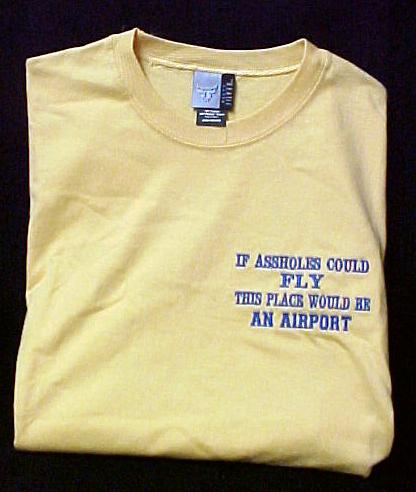 IF ASSHOLES COULD
FLY
THIS PLACE WOULD BE
AN AIRPORT